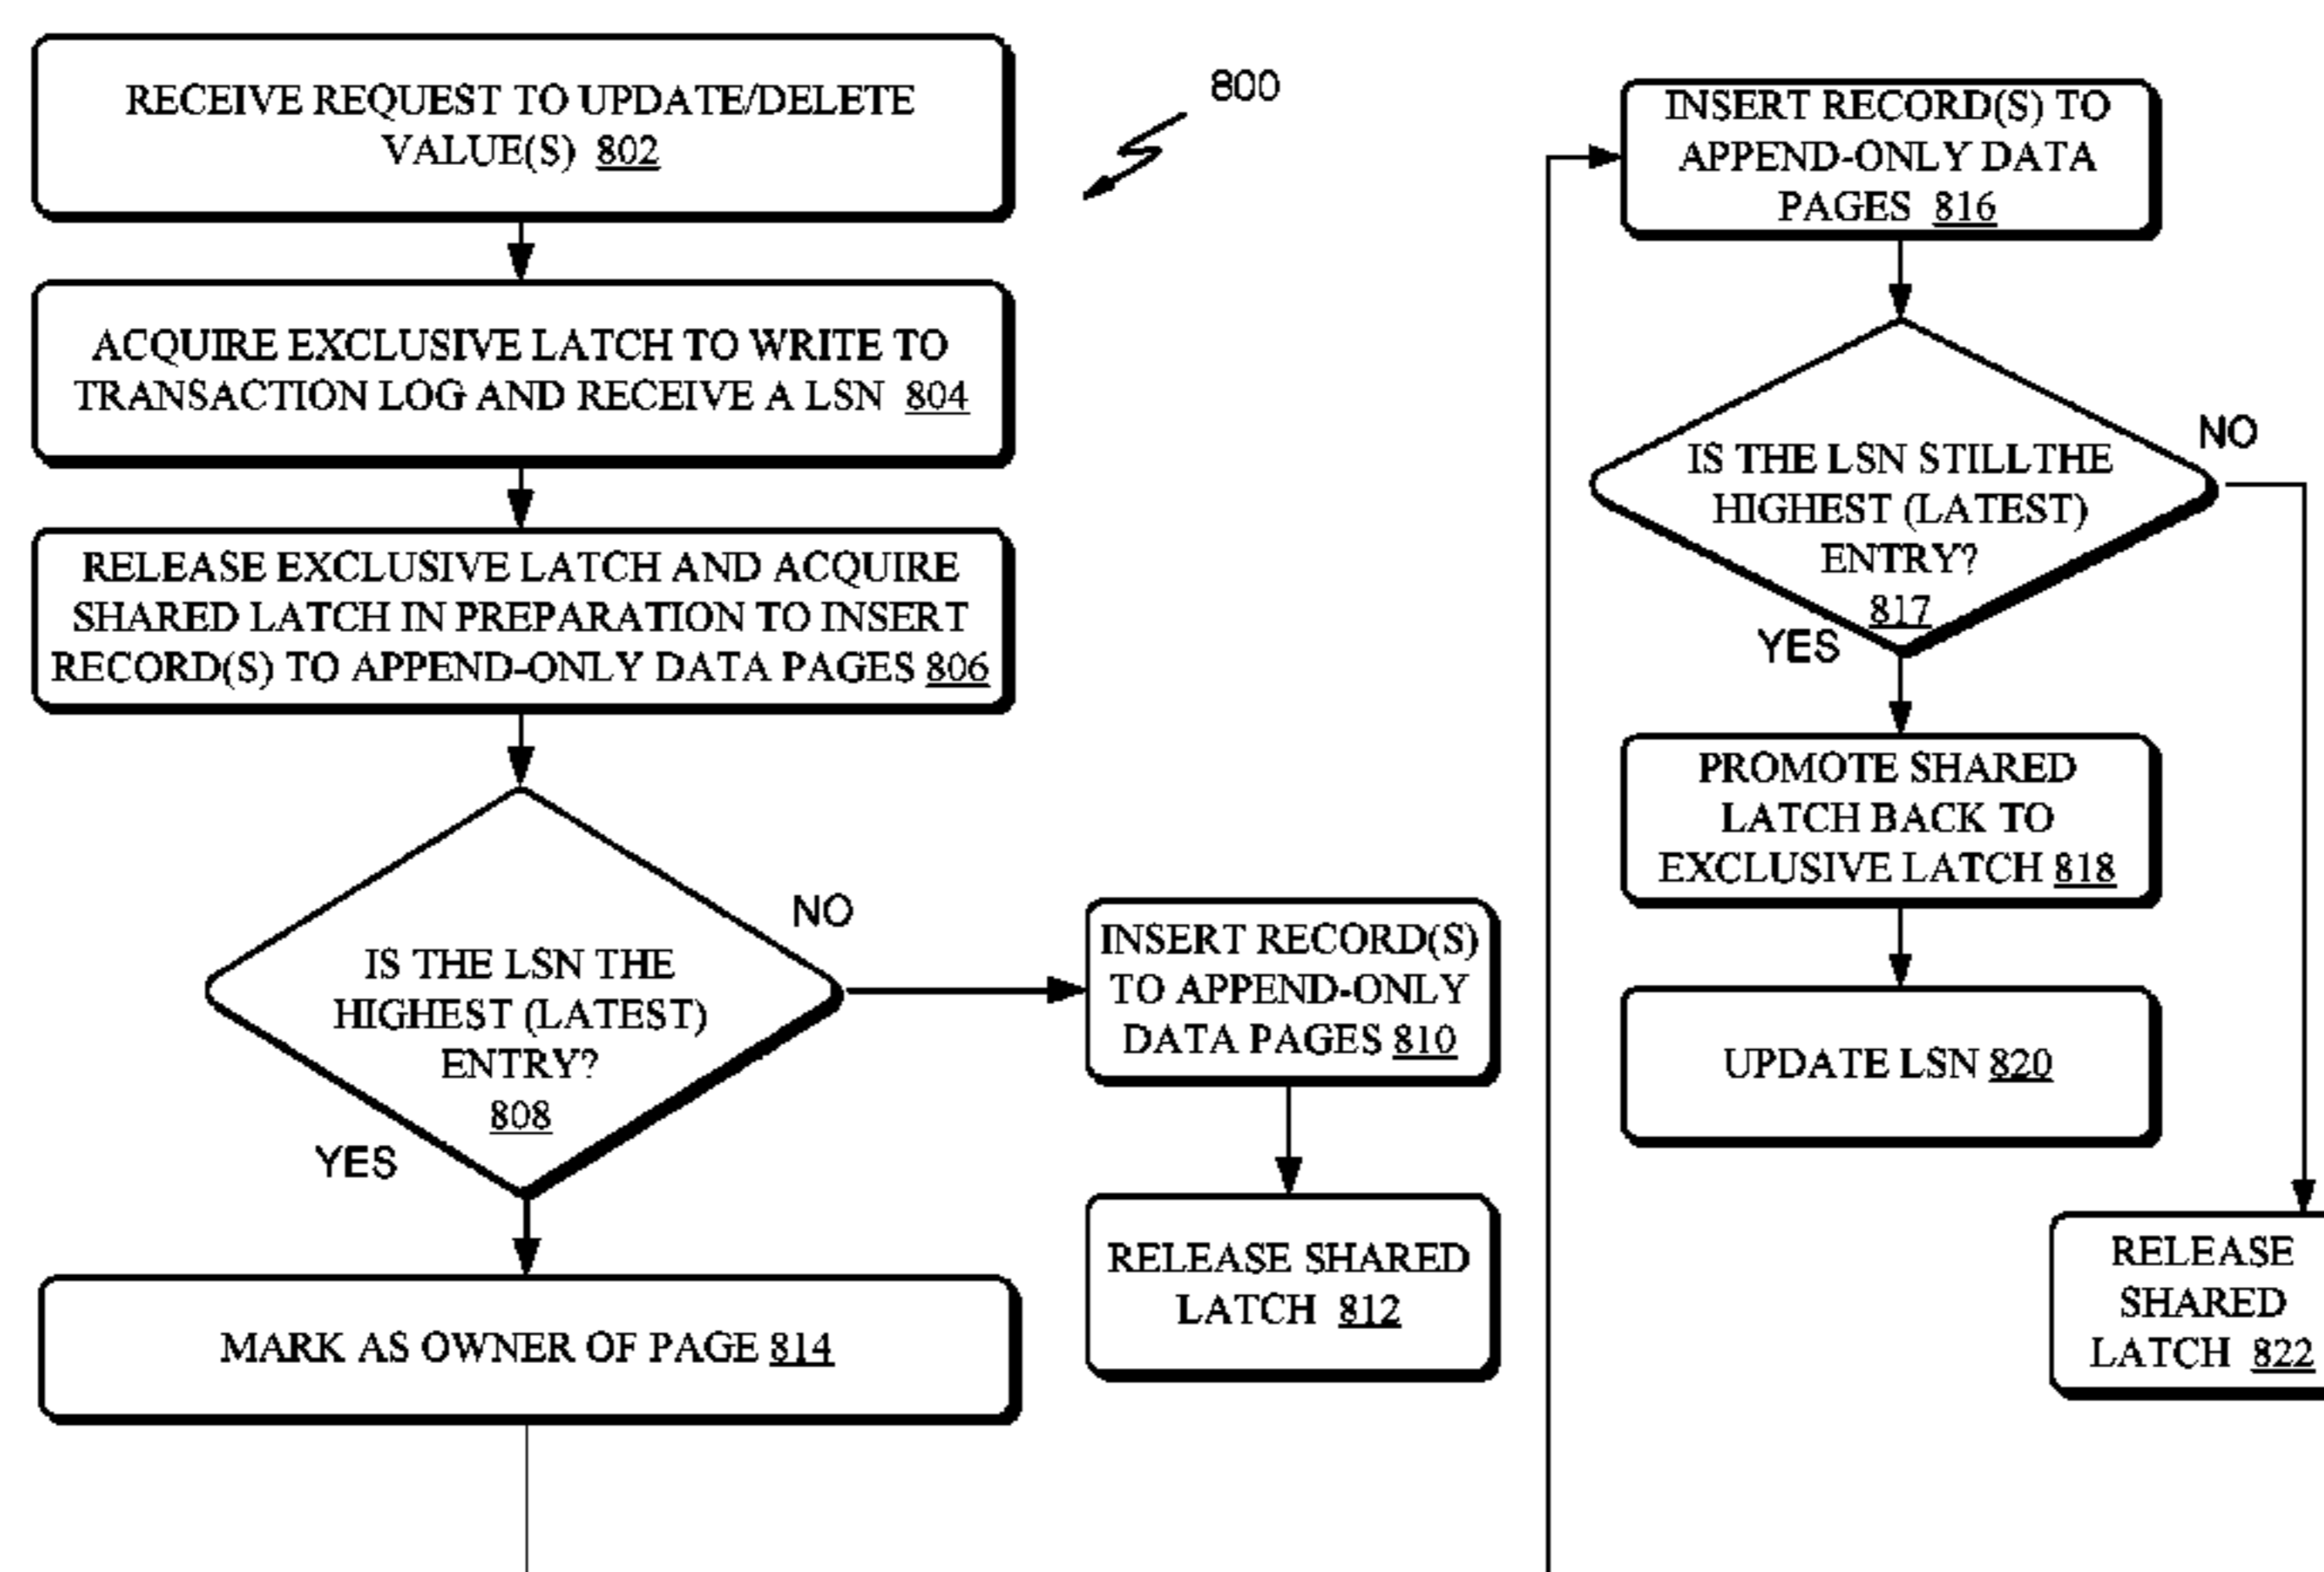 RECEIVE REQUEST TO UPDATE/DELETE
VALUE(S) 802
800
ACQUIRE EXCLUSIVE LATCH TO WRITE TO
TRANSACTION LOG AND RECEIVE A LSN 804
RELEASE EXCLUSIVE LATCH AND ACQUIRE
SHARED LATCH IN PREPARATION TO INSERT
RECORD(S) TO APPEND-ONLY DATA PAGES 806
IS THE LSN THE
HIGHEST (LATEST)
ENTRY?
808
NO
YES
INSERT RECORD(S)
TO APPEND-ONLY
DATA PAGES 810
RELEASE SHARED
LATCH 812
MARK AS OWNER OF PAGE 814
INSERT RECORD(S) TO
APPEND-ONLY DATA
PAGES 816
IS THE LSN STILLTHE
HIGHEST (LATEST)
ENTRY?
817
NO
YES
PROMOTE SHARED
LATCH BACK TO
EXCLUSIVE LATCH 818
UPDATE LSN 820
RELEASE
SHARED
LATCH 822